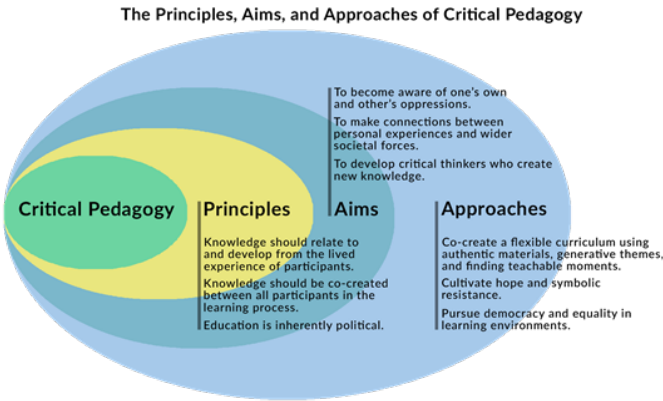 The Principles, Aims, and Approaches of Critical Pedagogy
To become aware of one's own
and other's oppressions.
To make connections between
personal experiences and wider
societal forces.
To develop critical thinkers who create
new knowledge.
Critical Pedagogy
Principles
Aims
Approaches
Knowledge should relate to
and develop from the lived
experience of participants.
Knowledge should be co-created
between all participants in the
learning process.
Education is inherently political.
Co-create a flexible curriculum using
authentic materials, generative themes,
and finding teachable moments.
Cultivate hope and symbolic
resistance.
Pursue democracy and equality in
learning environments.